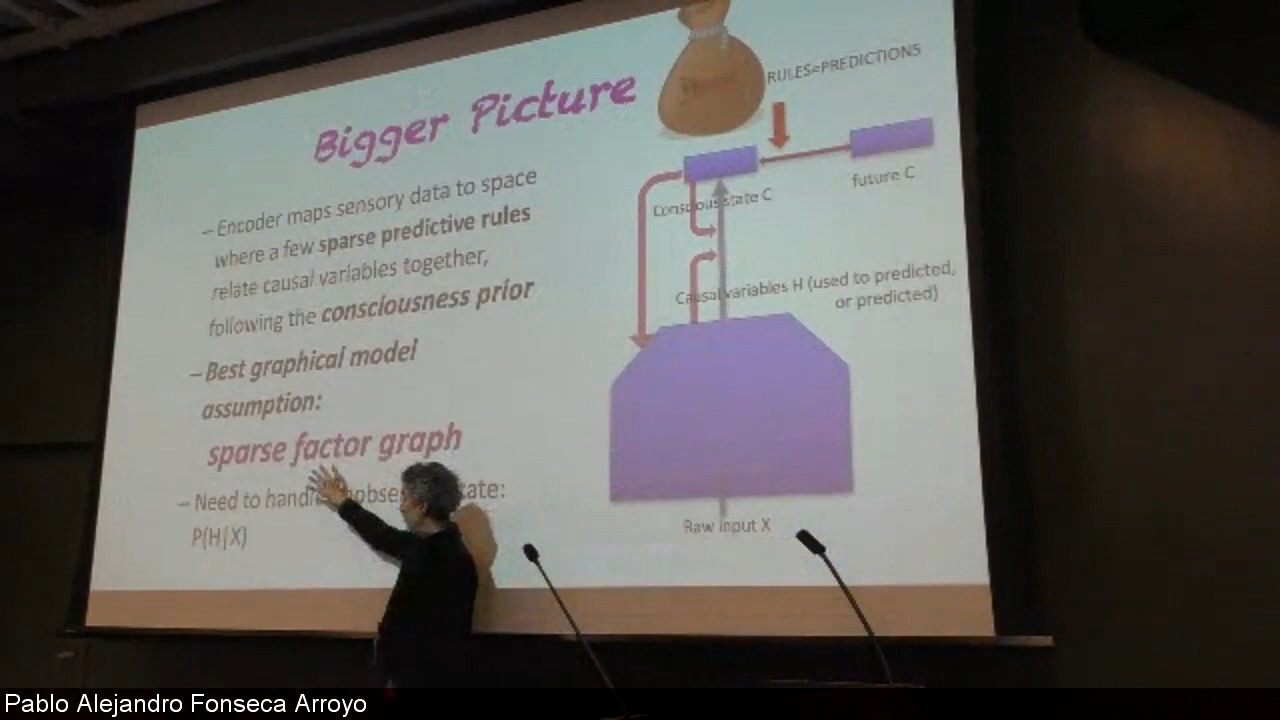 Bigger Picture
– Encoder maps sensory data to space
where a few sparse predictive rules
relate causal variables together,
following the consciousness prior
– Best graphical model
assumption:
sparse factor graph
– Need to handle
P(H|X)
RULES=PREDICTIONS
Conscious state C
future C
Causal variables H (used to predicted,
or predicted)
Raw input X
Pablo Alejandro Fonseca Arroyo